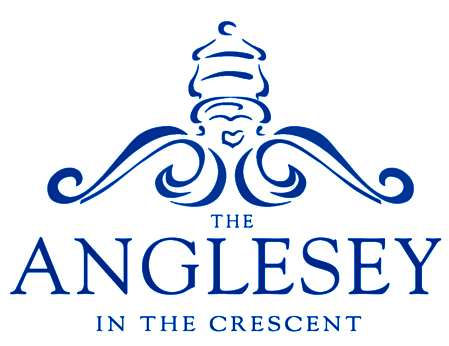 THE
ANGLESEY
IN THE CRESCENT